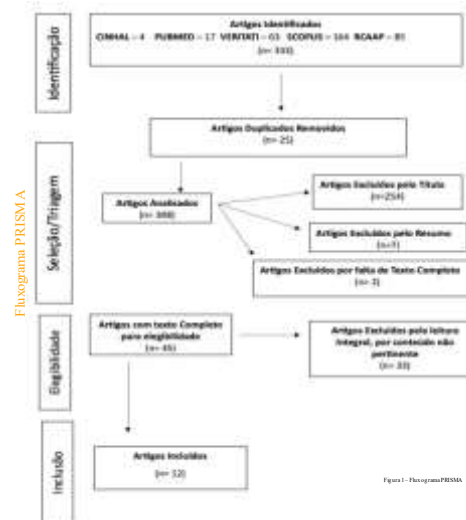 Fluxograma PRISMA
Identificação
Artigos Identificados
CINHAL – 4 PUBMED – 17 VERITATI – 63 SCOPUS – 164 RCAAP – 85
(n= 333)
Artigos Duplicados Removidos
(n= 25)
Seleção/Triagem
Artigos Analisados
(n= 308)
Artigos Excluídos pelo Título
(n=254)
Artigos Excluídos pelo Resumo
(n=7)
Artigos Excluídos por falta de Texto Completo
(n= 2)
Elegibilidade
Artigos com texto Completo
para elegibilidade
(n= 45)
Artigos Excluídos pela leitura
Integral, por conteúdo não
pertinente
(n= 33)
Inclusão
Artigos Incluídos
(n= 12)
Figura 1 – Fluxograma PRISMA